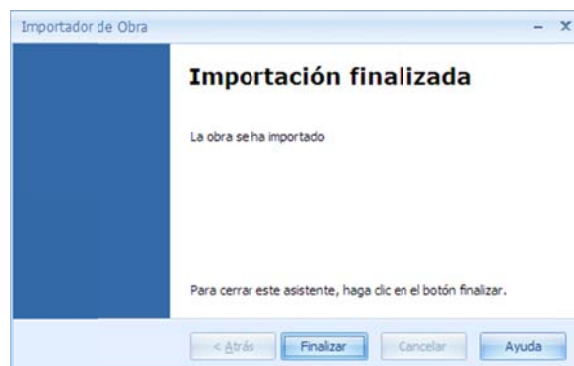 Importador de Obra
Importación finalizada
La obra se ha importado
Para cerrar este asistente, haga clic en el botón finalizar.
< Atrás Finalizar Cancelar Ayuda